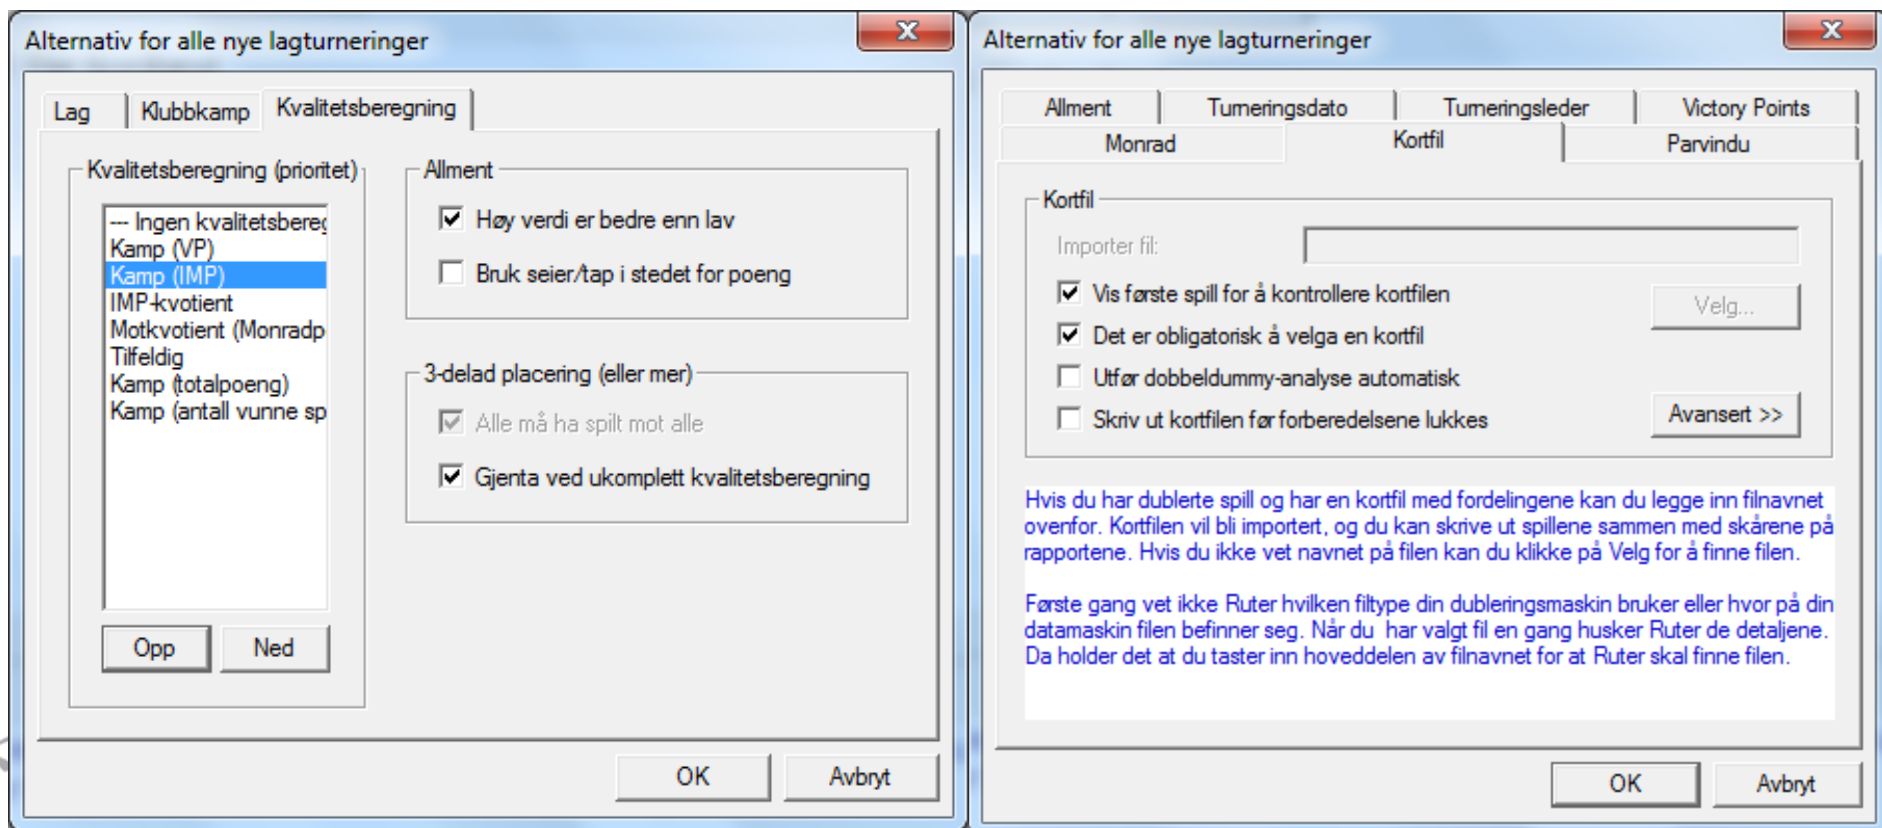 Alternativ for alle nye lagturneringer
Lag
Klubbkamp
Kvalitetsberegning
Kvalitetsberegning (prioritet)
--- Ingen kvalitetsbereg
Kamp (VP)
Kamp (IMP)
IMP-kvotient
Motkvotient (Monradp
Tilfeldig
Kamp (totalpoeng)
Kamp (antall vunne sp
Opp
Ned
Allment
Høy verdi er bedre enn lav
Bruk seier/tap i stedet for poeng
3-delad placering (eller mer)
Alle må ha spilt mot alle
Gjenta ved ukomplett kvalitetsberegning
OK
Avbryt
Alternativ for alle nye lagturneringer
Allment
Turneringsdato
Turneringsleder
Victory Points
Monrad
Kortfil
Parvindu
Kortfil
Importer fil:
Vis første spill for å kontrollere kortfilen
Velg...
Det er obligatorisk å velga en kortfil
Utfør dobbeldummy-analyse automatisk
Skriv ut kortfilen før forberedelsene lukkes
Avansert >>
Hvis du har dublerte spill og har en kortfil med fordelingene kan du legge inn filnavnet
ovenfor. Kortfilen vil bli importert, og du kan skrive ut spillene sammen med skårene på
rapportene. Hvis du ikke vet navnet på filen kan du klikke på Velg for å finne filen.
Første gang vet ikke Ruter hvilken filtype din dubleringsmaskin bruker eller hvor på din
datamaskin filen befinner seg. Når du  har valgt fil en gang husker Ruter de detaljene.
Da holder det at du taster inn hoveddelen av filnavnet for at Ruter skal finne filen.
OK
Avbryt